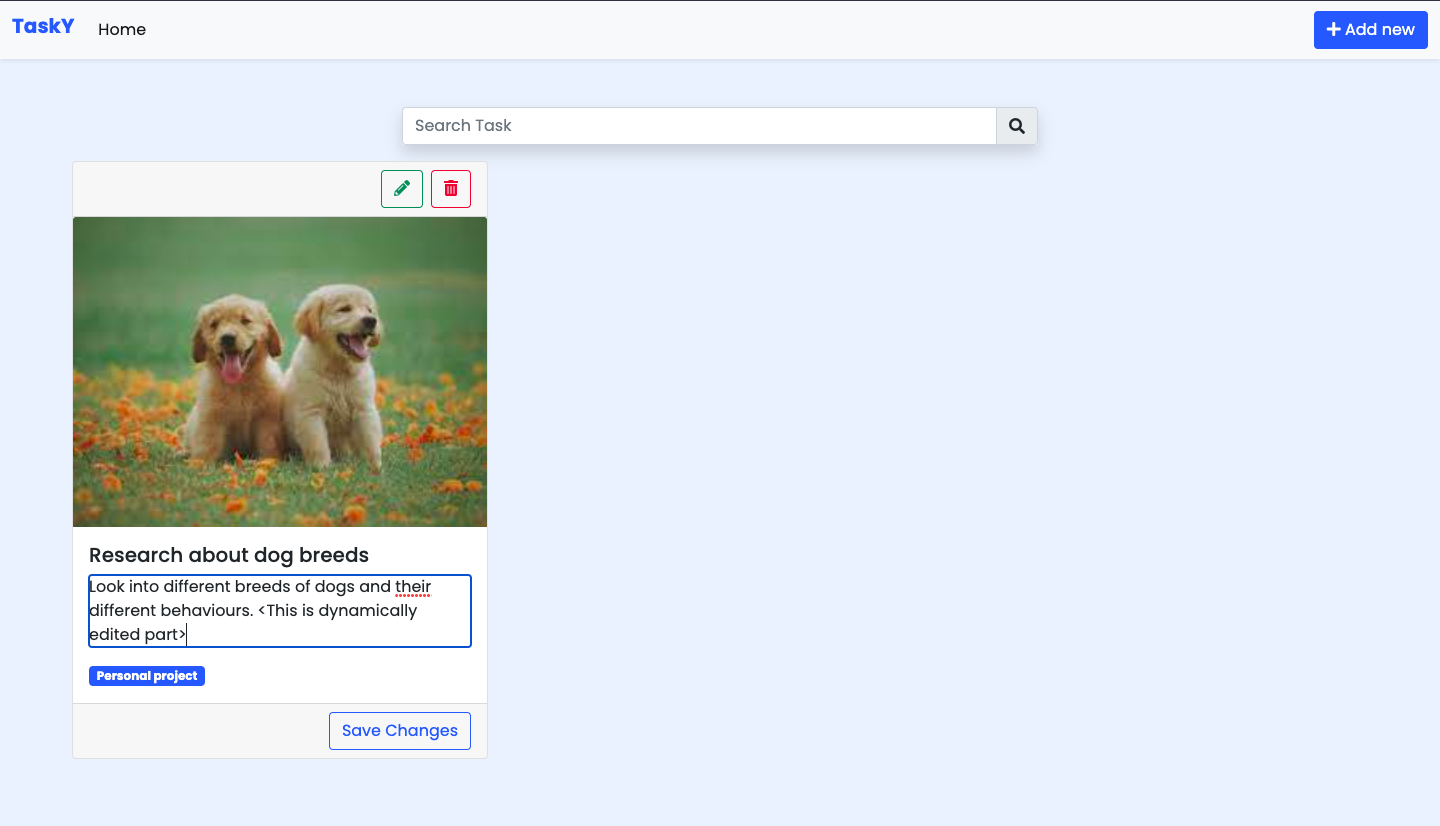 TaskY
Home
Add new
Search Task
Research about dog breeds
Look into different breeds of dogs and their
different behaviours. <This is dynamically
edited part>
Personal project
Save Changes